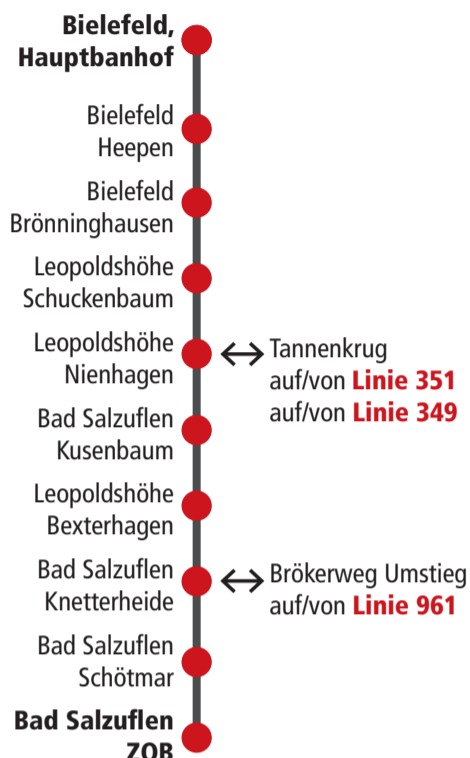 Bielefeld,
Hauptbanhof
Bielefeld
Heepen
Bielefeld
Brönninghausen
Leopoldshöhe
Schuckenbaum
Leopoldshöhe
Nienhagen
Tannenkrug
auf/von Linie 351
auf/von Linie 349
Bad Salzuflen
Kusenbaum
Leopoldshöhe
Bexterhagen
Bad Salzuflen
Knetterheide
Brökerweg Umstieg
auf/von Linie 961
Bad Salzuflen
Schötmar
Bad Salzuflen
ZOB